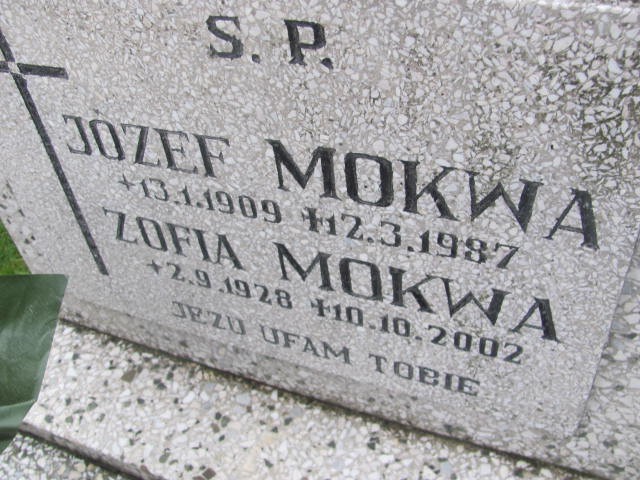 S. P.
JÓZEF MOKWA
+13.1.1909 ✝12.3.1987
ZOFIA MOKWA
+2.9.1928 ✝10.10.2002
JEZU UFAM TOBIE